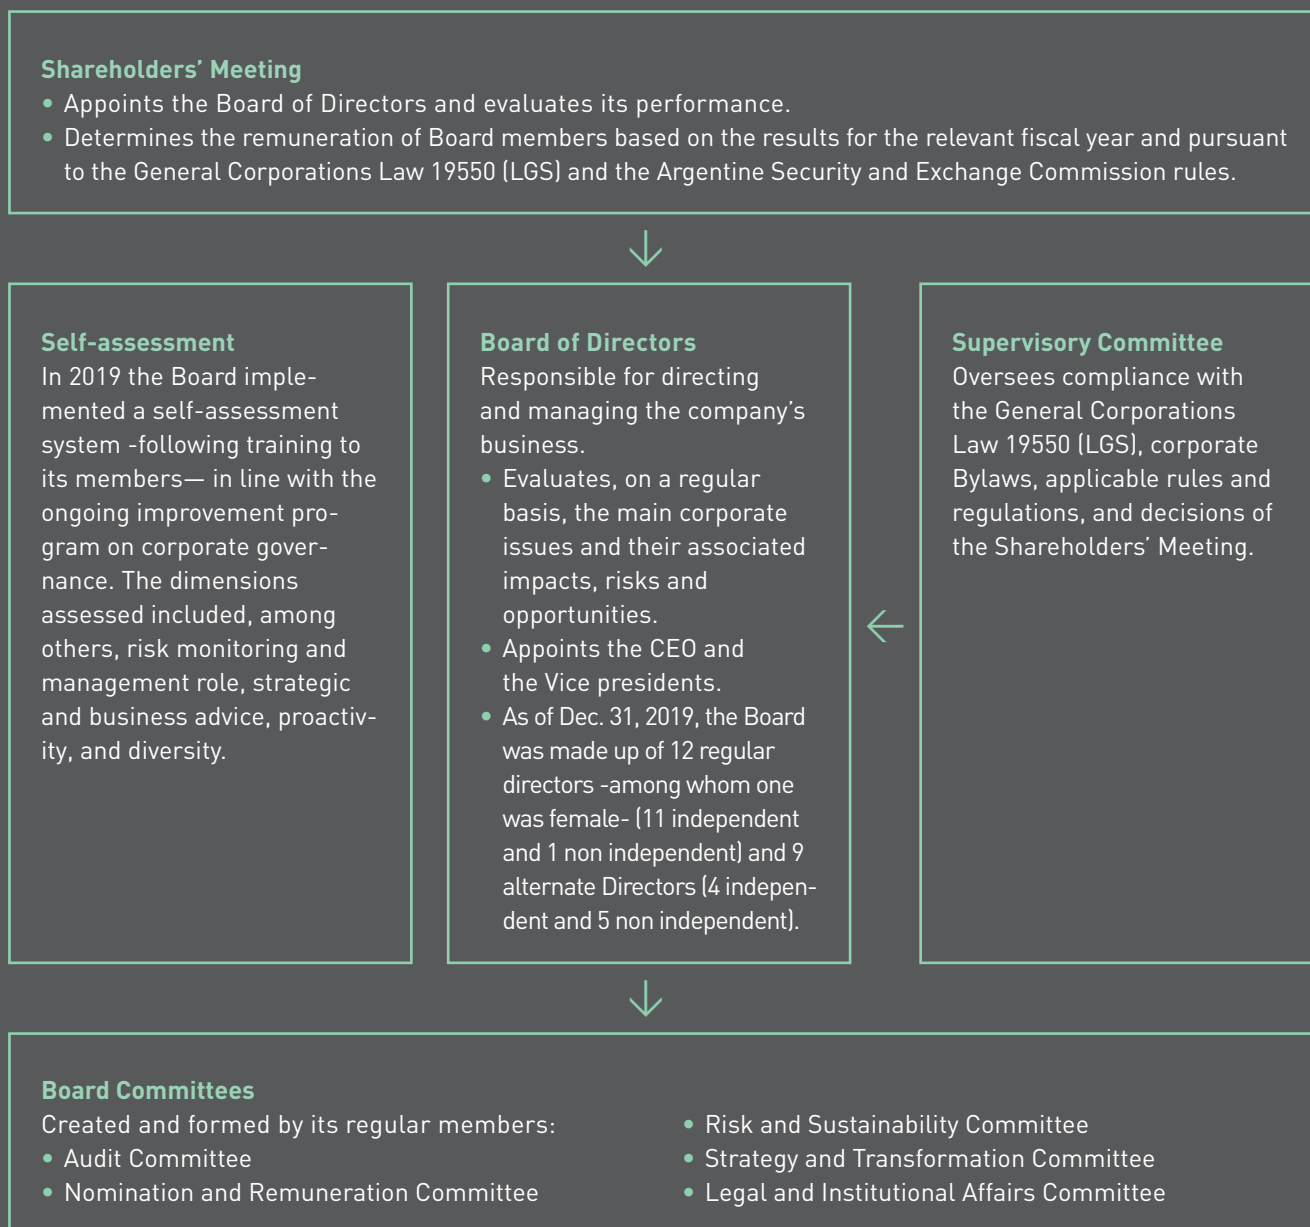 Shareholders’ Meeting
• Appoints the Board of Directors and evaluates its performance.
• Determines the remuneration of Board members based on the results for the relevant fiscal year and pursuant
to the General Corporations Law 19550 (LGS) and the Argentine Security and Exchange Commission rules.
Self-assessment
In 2019 the Board imple-
mented a self-assessment
system -following training to
its members— in line with the
ongoing improvement pro-
gram on corporate gover-
nance. The dimensions
assessed included, among
others, risk monitoring and
management role, strategic
and business advice, proactiv-
ity, and diversity.
Board of Directors
Responsible for directing
and managing the company’s
business.
• Evaluates, on a regular
basis, the main corporate
issues and their associated
impacts, risks and
opportunities.
• Appoints the CEO and
the Vice presidents.
• As of Dec. 31, 2019, the Board
was made up of 12 regular
directors -among whom one
was female- (11 independent
and 1 non independent) and 9
alternate Directors (4 indepen-
dent and 5 non independent).
Supervisory Committee
Oversees compliance with
the General Corporations
Law 19550 (LGS), corporate
Bylaws, applicable rules and
regulations, and decisions of
the Shareholders’ Meeting.
Board Committees
Created and formed by its regular members:
• Audit Committee
• Nomination and Remuneration Committee
• Risk and Sustainability Committee
• Strategy and Transformation Committee
• Legal and Institutional Affairs Committee